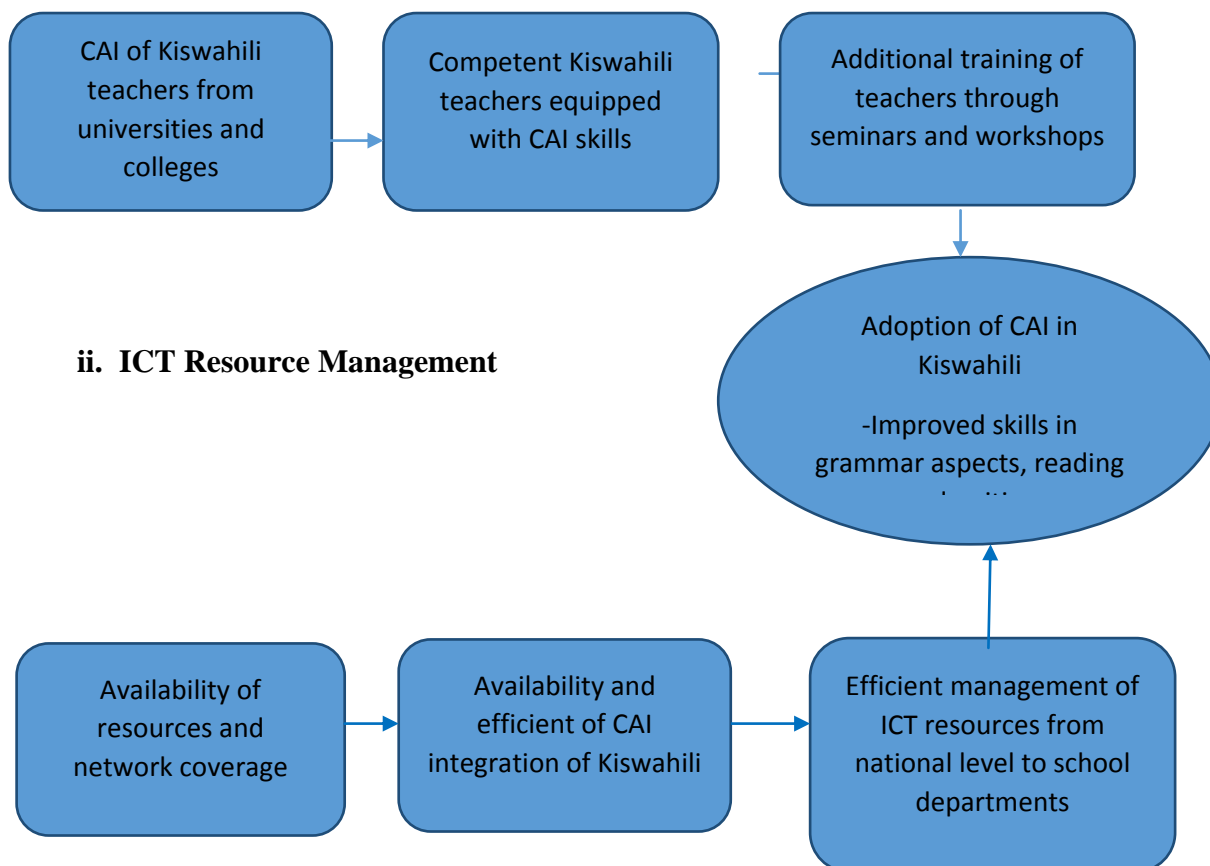 CAI of Kiswahili
teachers from
universities and
colleges
Competent Kiswahili
teachers equipped
with CAI skills
Additional training of
teachers through
seminars and workshops
Adoption of CAI in
Kiswahili
-Improved skills in
grammar aspects, reading
ii. ICT Resource Management
Availability of
resources and
network coverage
Availability and
efficient of CAI
integration of Kiswahili
Efficient management of
ICT resources from
national level to school
departments